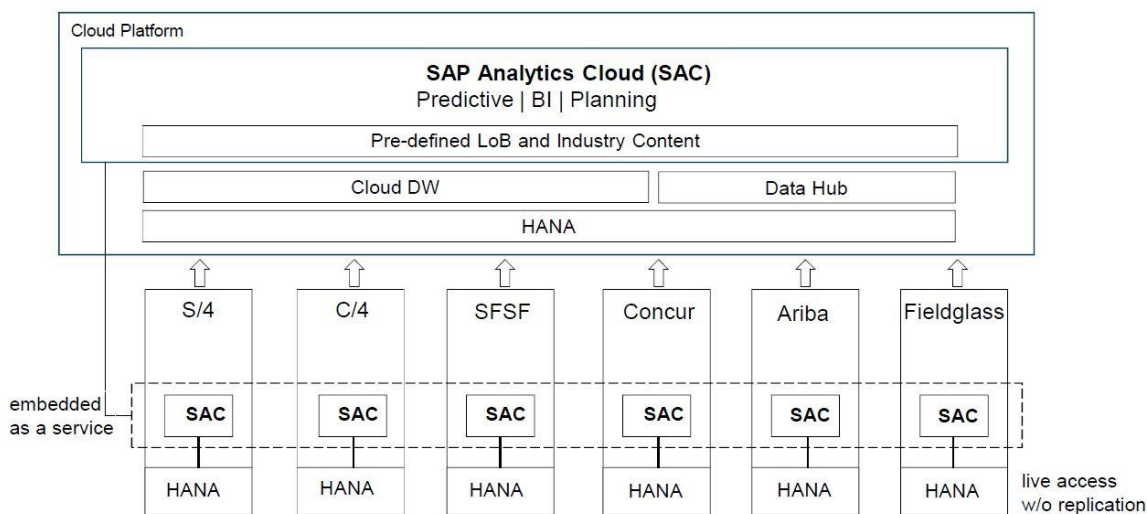 Cloud Platform
SAP Analytics Cloud (SAC)
Predictive | BI | Planning
Pre-defined LoB and Industry Content
Cloud DW
Data Hub
HANA
S/4
C/4
SFSF
Concur
Ariba
Fieldglass
embedded
as a service
SAC
SAC
SAC
SAC
SAC
SAC
HANA
HANA
HANA
HANA
HANA
HANA
live access
w/o replication